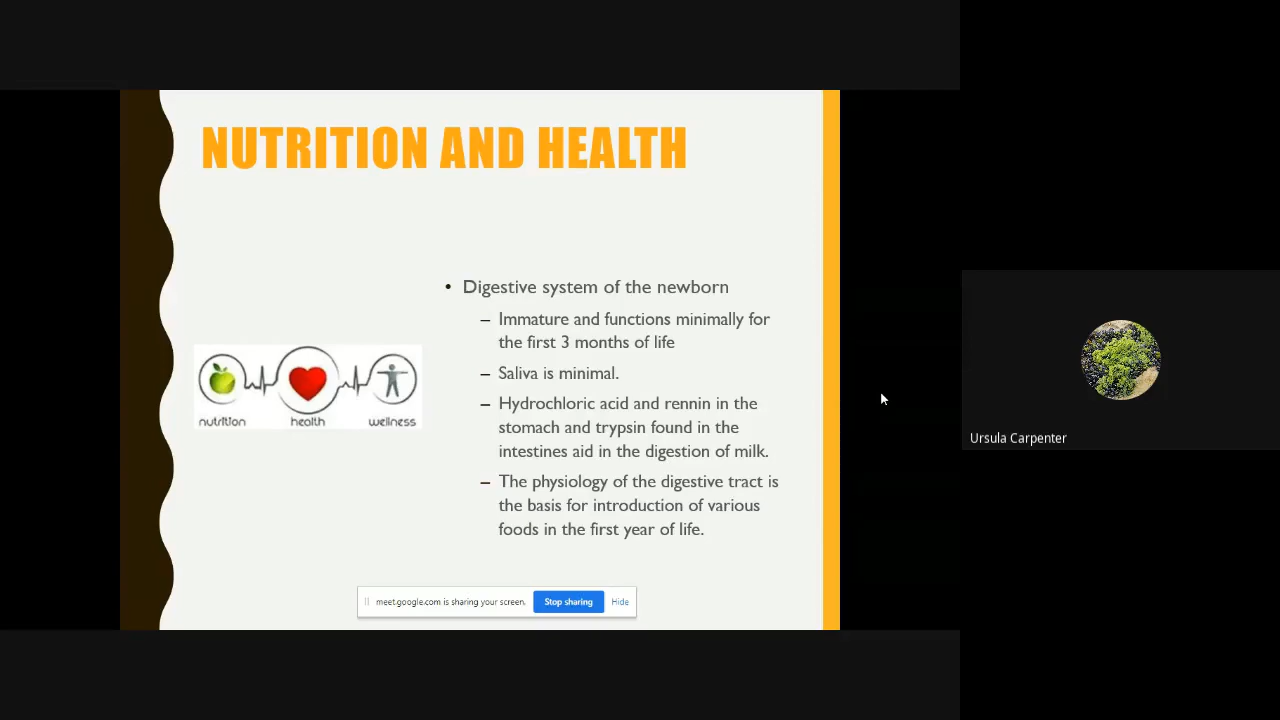 NUTRITION AND HEALTH
• Digestive system of the newborn
– Immature and functions minimally for
the first 3 months of life
– Saliva is minimal.
– Hydrochloric acid and rennin in the
stomach and trypsin found in the
intestines aid in the digestion of milk.
– The physiology of the digestive tract is
the basis for introduction of various
foods in the first year of life.
nutrition health wellness
meet.google.com is sharing your screen. Stop sharing Hide
Ursula Carpenter